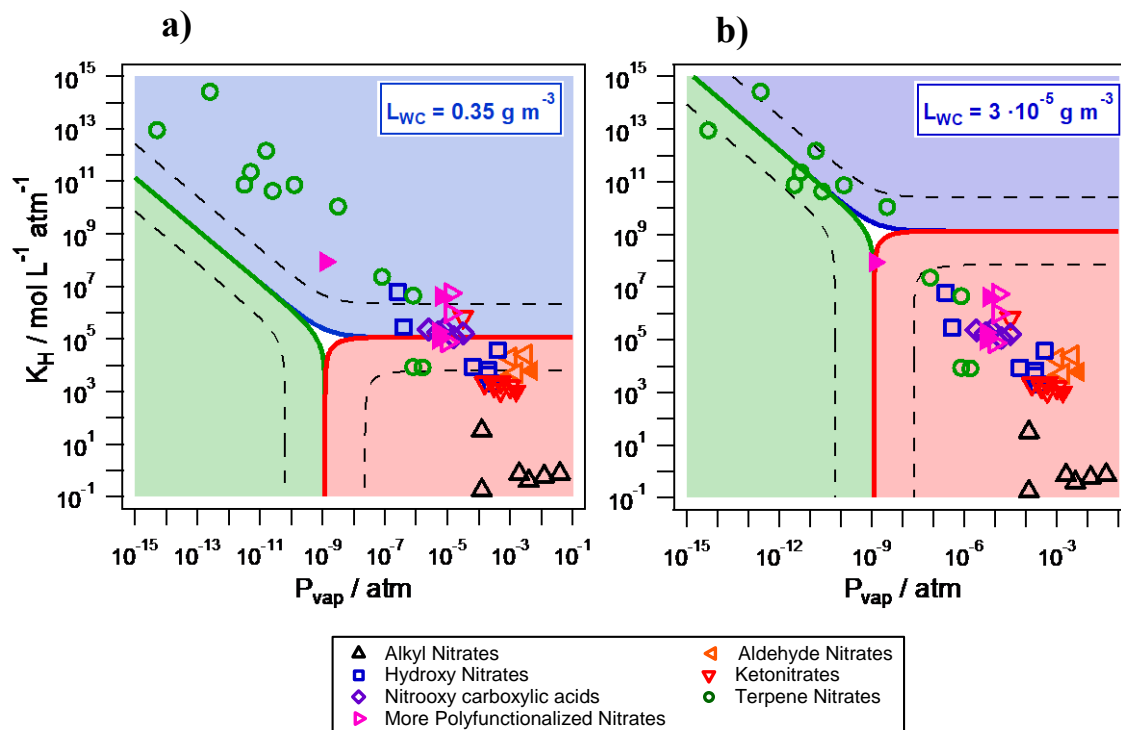 a)
b)
10^15
10^13
10^11
10^9
10^7
10^5
10^3
10^1
10^-1
K_H / mol L^-1 atm^-1
L_WC = 0.35 g m^-3
10^-15 10^-13 10^-11 10^-9 10^-7 10^-5 10^-3 10^-1
P_vap / atm
10^15
10^13
10^11
10^9
10^7
10^5
10^3
10^1
10^-1
L_WC = 3 ·10^-5 g m^-3
10^-15 10^-12 10^-9 10^-6 10^-3
P_vap / atm
Alkyl Nitrates
Hydroxy Nitrates
Nitrooxy carboxylic acids
More Polyfunctionalized Nitrates
Aldehyde Nitrates
Ketonitrates
Terpene Nitrates